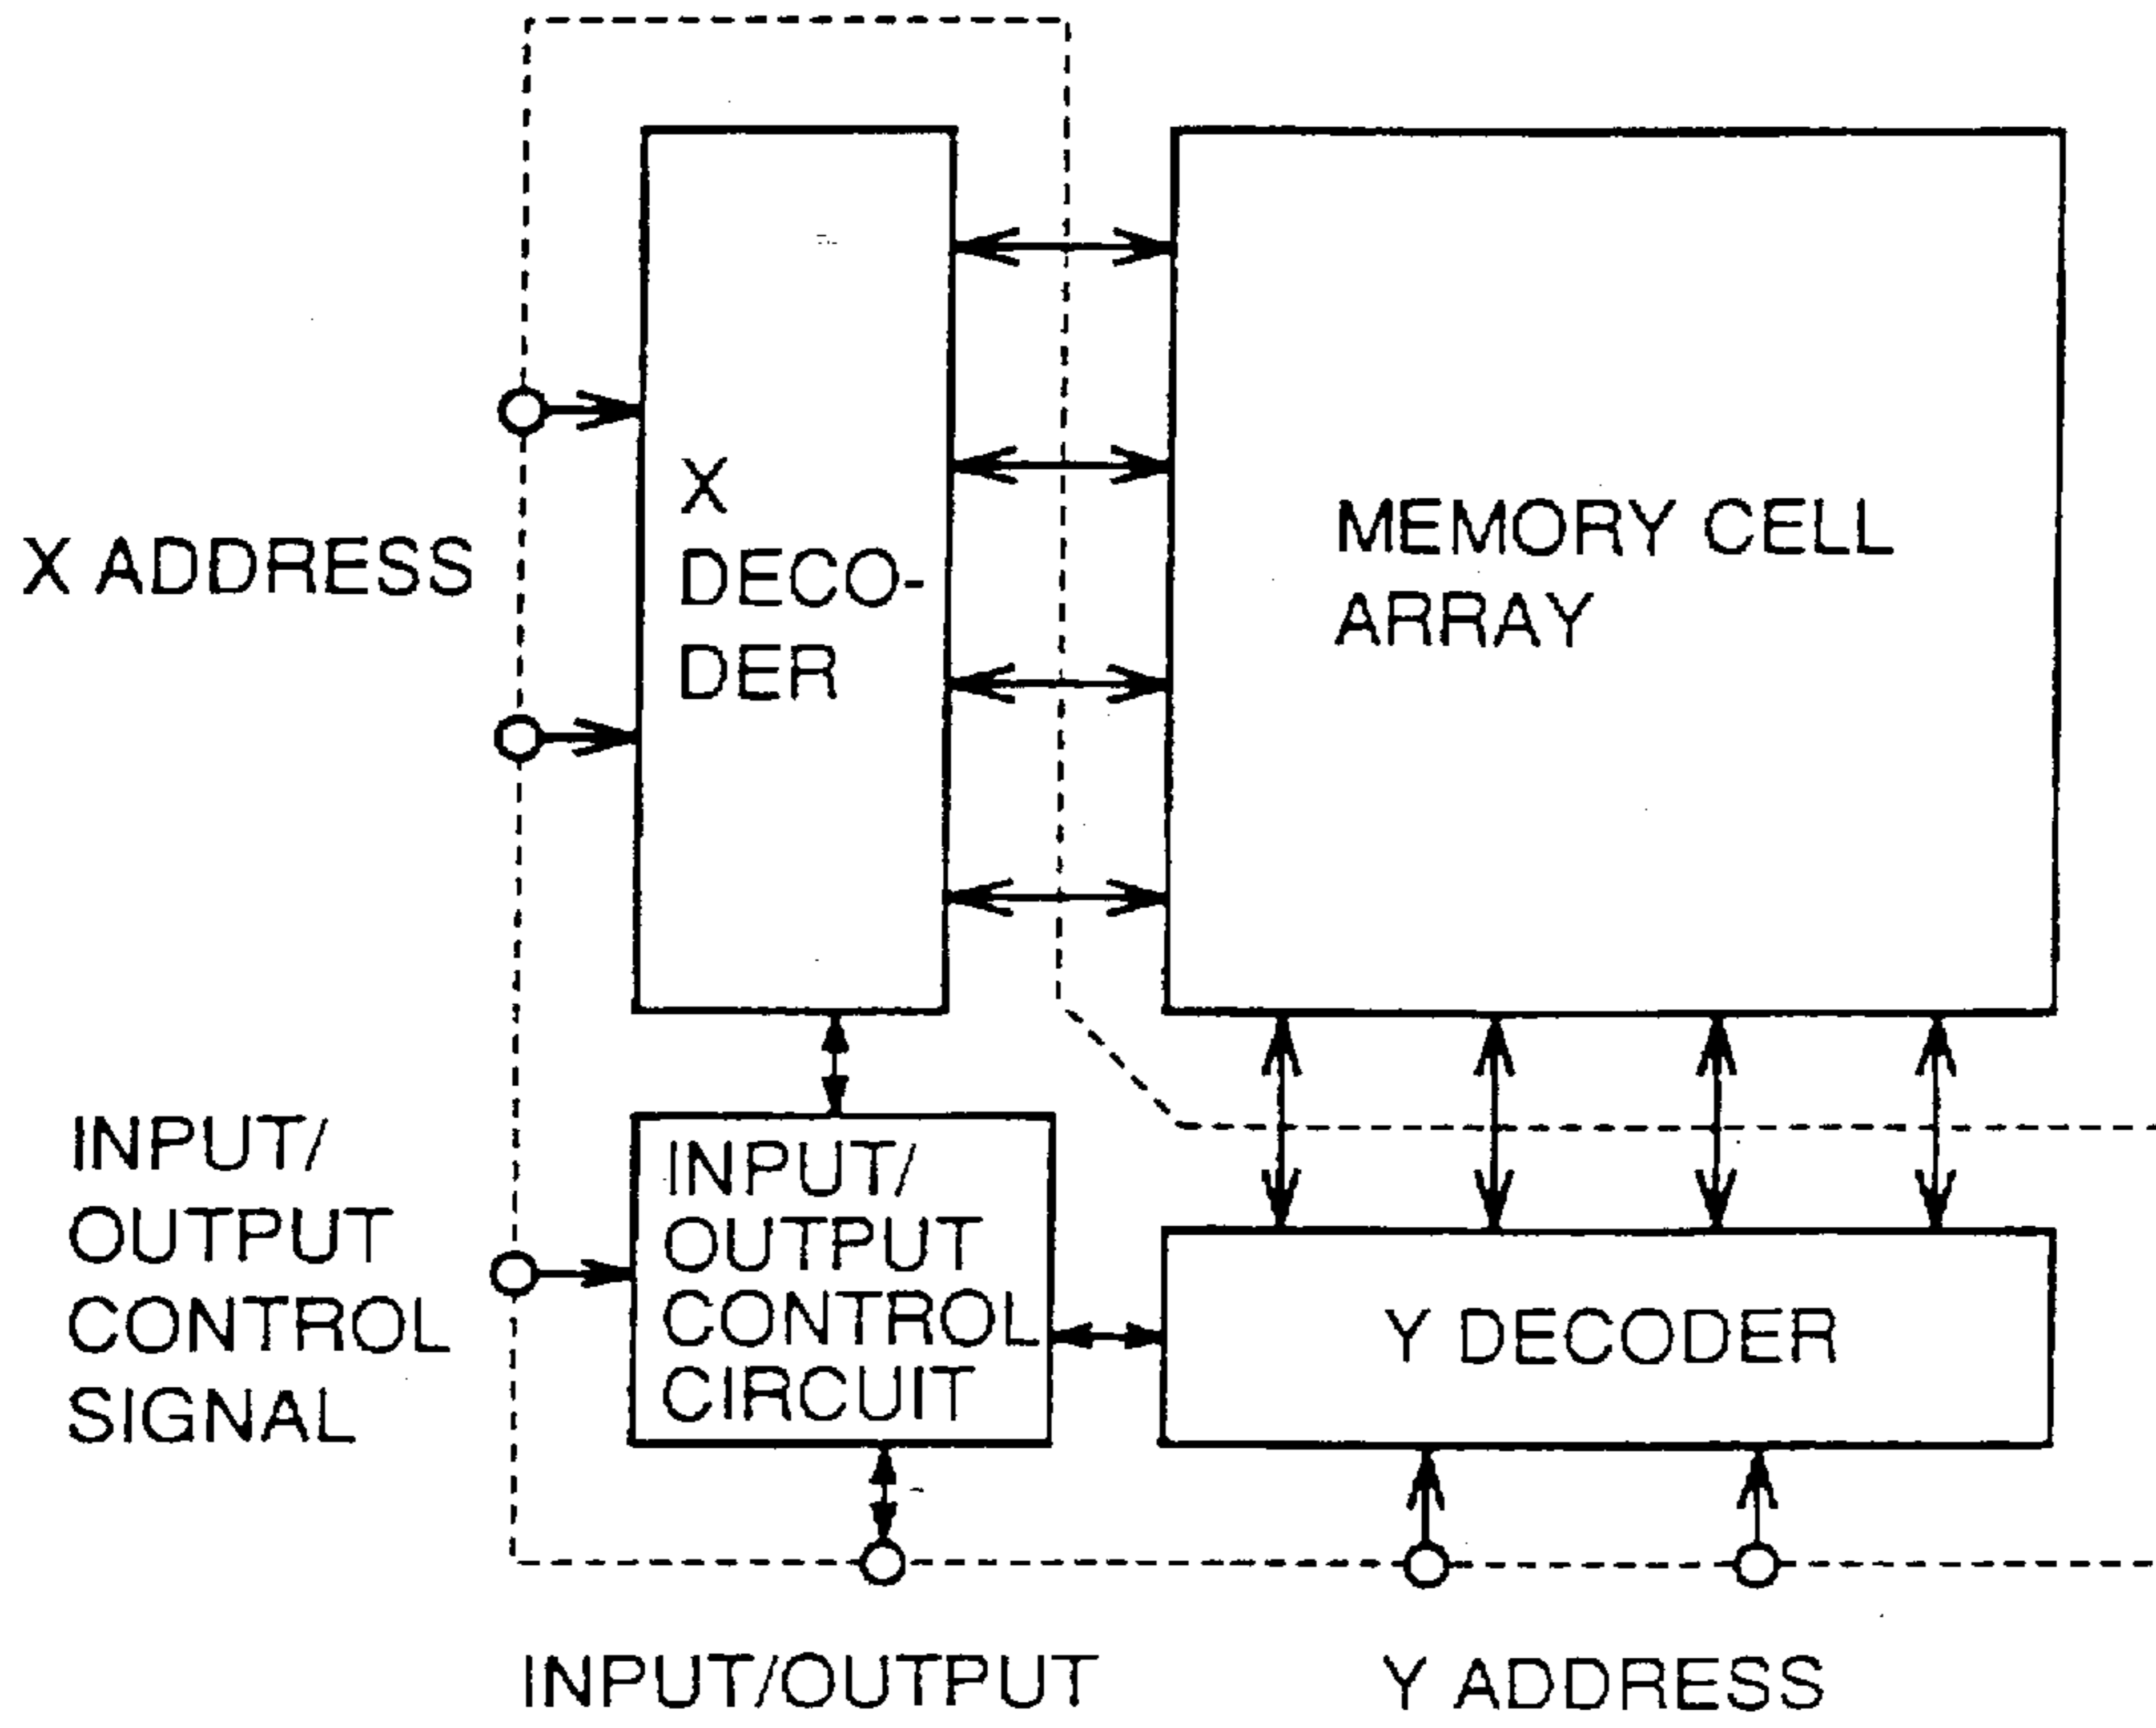 X ADDRESS
X
DECO-
DER
MEMORY CELL
ARRAY
INPUT/
OUTPUT
CONTROL
SIGNAL
INPUT/
OUTPUT
CONTROL
CIRCUIT
Y DECODER
INPUT/OUTPUT
Y ADDRESS